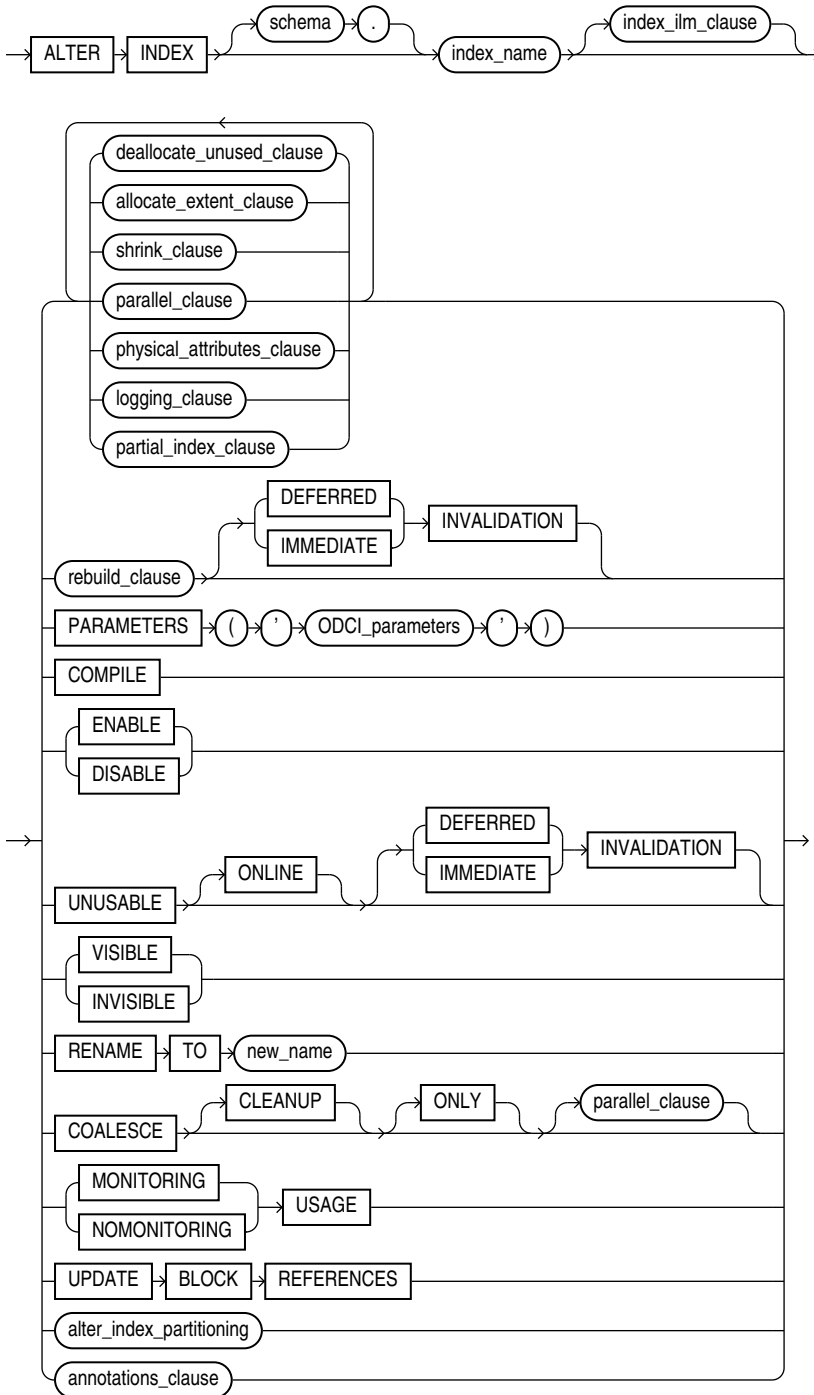 ALTER INDEX schema . index_name index_ilm_clause
deallocate_unused_clause
allocate_extent_clause
shrink_clause
parallel_clause
physical_attributes_clause
logging_clause
partial_index_clause
DEFERRED
IMMEDIATE
INVALIDATION
rebuild_clause
PARAMETERS ( ' ODCI_parameters ' )
COMPILE
ENABLE
DISABLE
DEFERRED
IMMEDIATE
INVALIDATION
ONLINE
UNUSABLE
VISIBLE
INVISIBLE
RENAME TO new_name
CLEANUP ONLY parallel_clause
COALESCE
MONITORING
NOMONITORING
USAGE
UPDATE BLOCK REFERENCES
alter_index_partitioning
annotations_clause